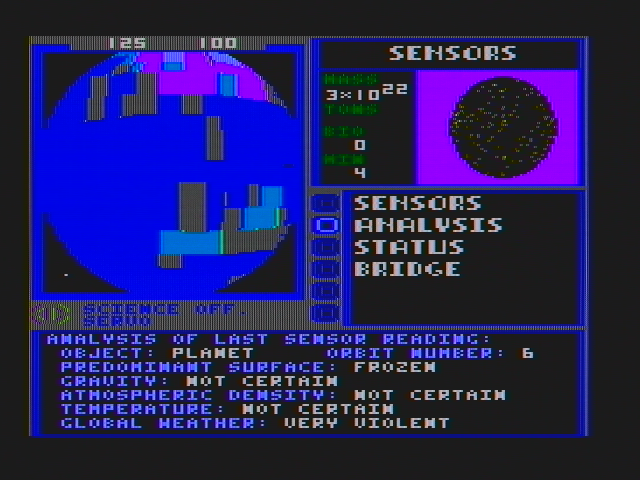 125 100
SENSORS
MASS
3×10²²
TONS
BIO
0
MIN
4
SENSORS
ANALYSIS
STATUS
BRIDGE
SCIENCE OFF.
ANALYSIS OF LAST SENSOR READING:
OBJECT: PLANET ORBIT NUMBER: 6
PREDOMINANT SURFACE: FROZEN
GRAVITY: NOT CERTAIN
ATMOSPHERIC DENSITY: NOT CERTAIN
TEMPERATURE: NOT CERTAIN
GLOBAL WEATHER: VERY VIOLENT